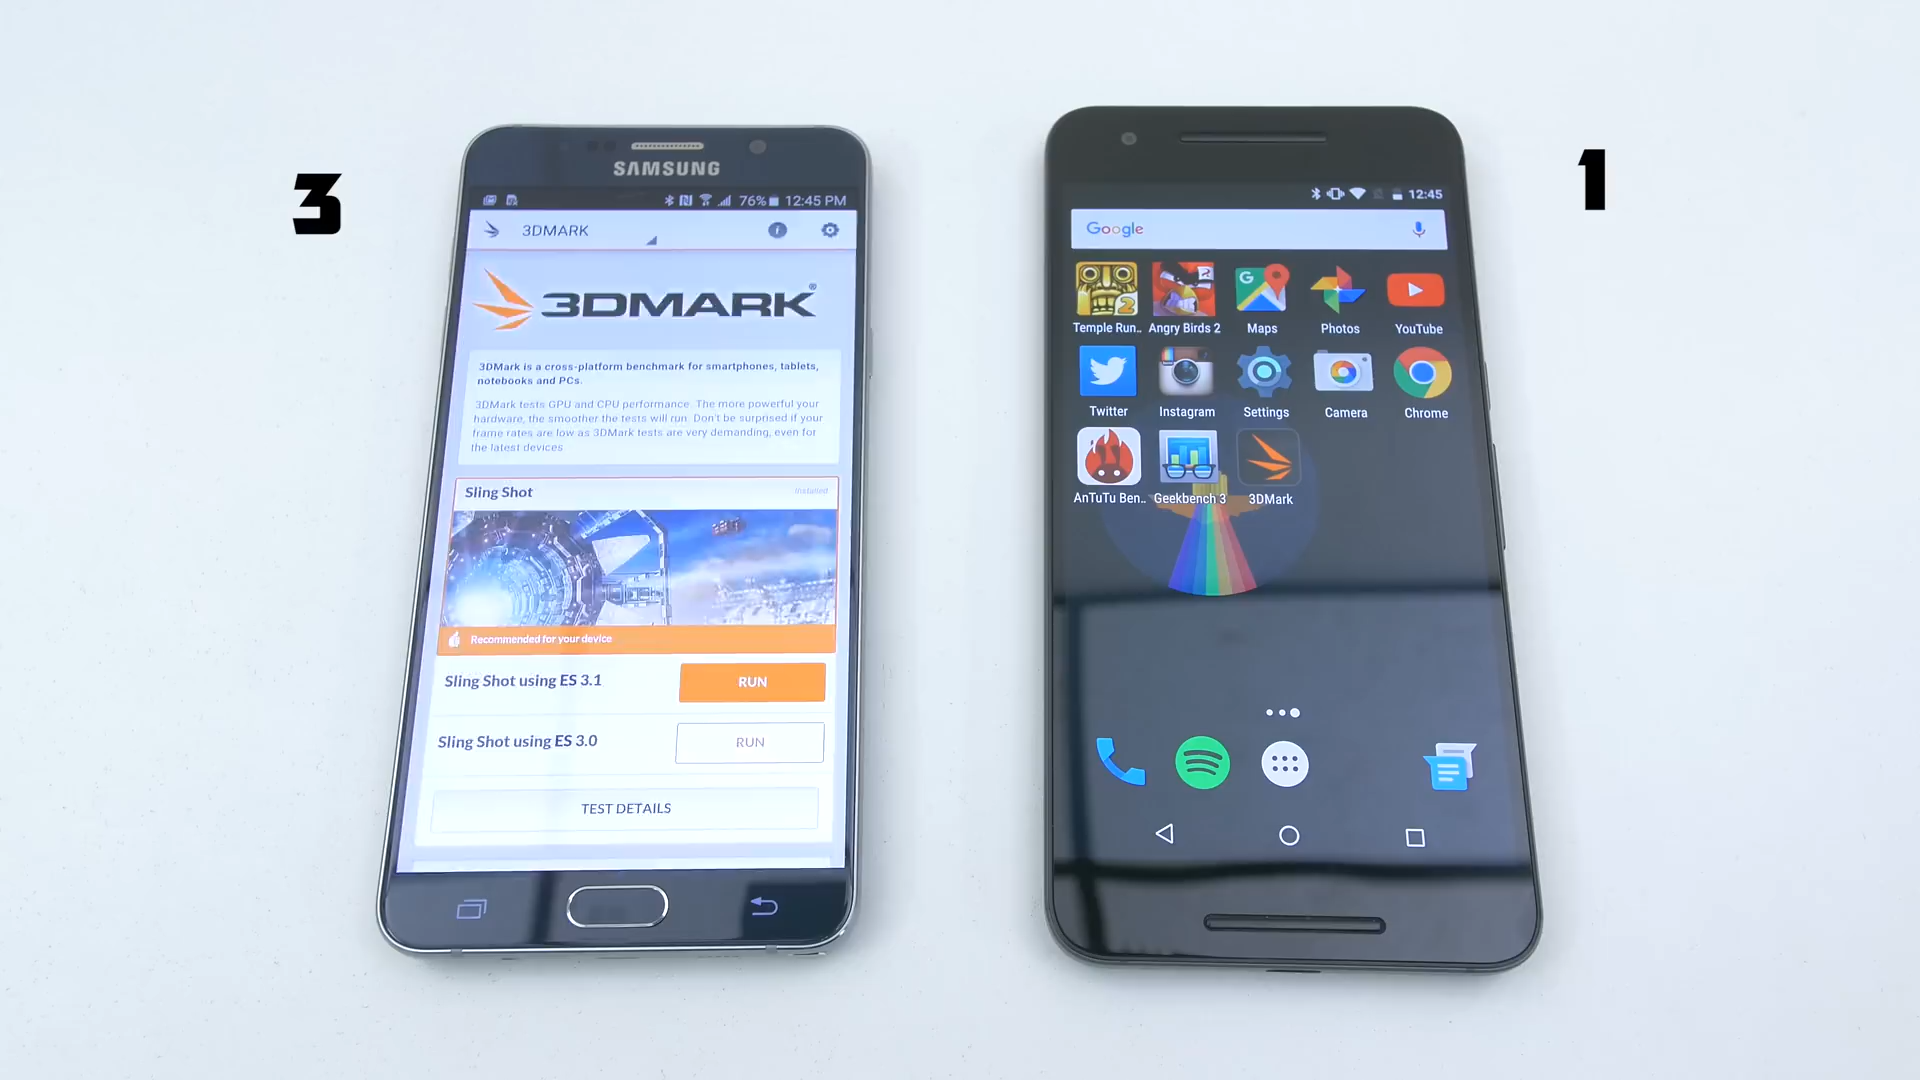 3
SAMSUNG
76% 12:45 PM
3DMARK
3DMARK®
3DMark is a cross-platform benchmark for smartphones, tablets,
notebooks and PCs.
3DMark tests GPU and CPU performance. The more powerful your
hardware, the smoother the tests will run. Don't be surprised if your
frame rates are low as 3DMark tests are very demanding, even for
the latest devices
Sling Shot
Installed
Recommended for your device
Sling Shot using ES 3.1
RUN
Sling Shot using ES 3.0
RUN
TEST DETAILS
1
12:45
Google
2
G
Temple Run.. Angry Birds 2 Maps Photos YouTube
Twitter Instagram Settings Camera Chrome
AnTuTu Ben.. Geekbench 3 3DMark